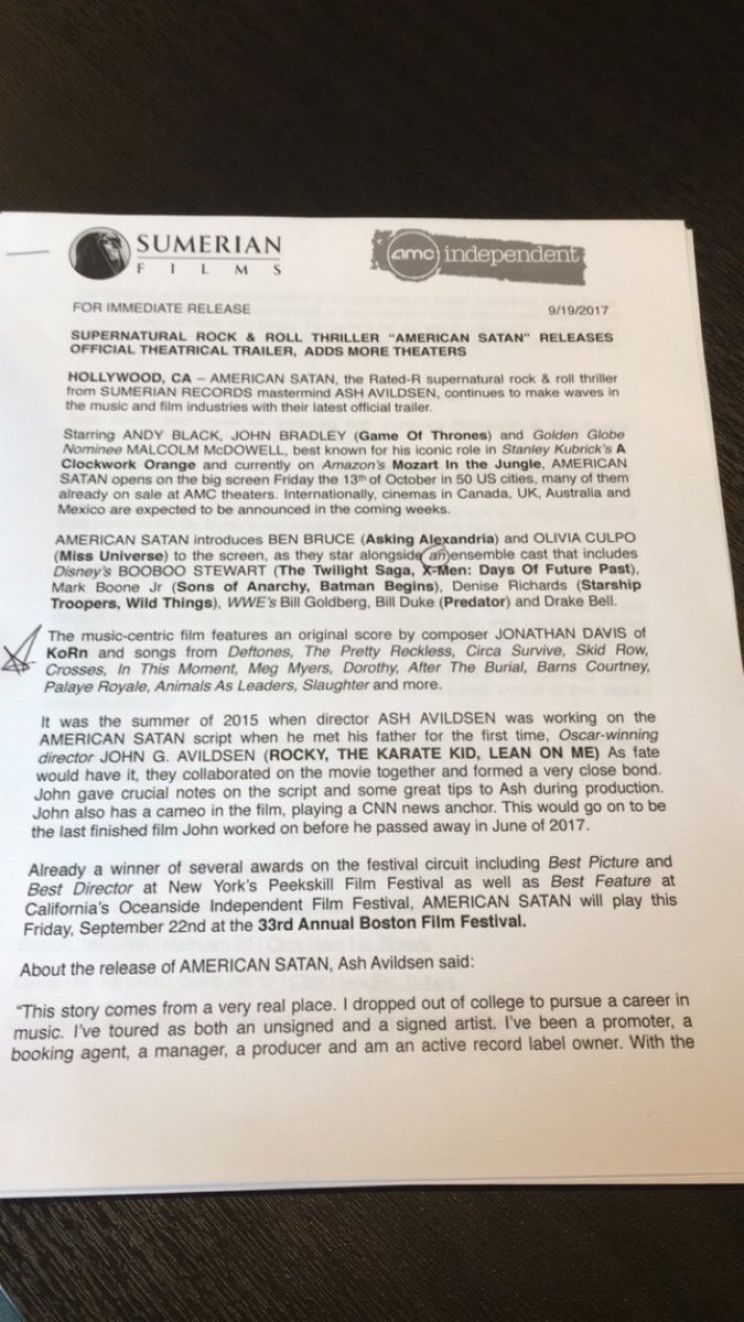 SUMERIAN
FILMS
amc independent
FOR IMMEDIATE RELEASE 9/19/2017
SUPERNATURAL ROCK & ROLL THRILLER "AMERICAN SATAN" RELEASES
OFFICIAL THEATRICAL TRAILER, ADDS MORE THEATERS
HOLLYWOOD, CA – AMERICAN SATAN, the Rated-R supernatural rock & roll thriller
from SUMERIAN RECORDS mastermind ASH AVILDSEN, continues to make waves in
the music and film industries with their latest official trailer.
Starring ANDY BLACK, JOHN BRADLEY (Game Of Thrones) and Golden Globe
Nominee MALCOLM McDOWELL, best known for his iconic role in Stanley Kubrick's A
Clockwork Orange and currently on Amazon's Mozart In the Jungle, AMERICAN
SATAN opens on the big screen Friday the 13th of October in 50 US cities, many of them
already on sale at AMC theaters. Internationally, cinemas in Canada, UK, Australia and
Mexico are expected to be announced in the coming weeks.
AMERICAN SATAN introduces BEN BRUCE (Asking Alexandria) and OLIVIA CULPO
(Miss Universe) to the screen, as they star alongside an ensemble cast that includes
Disney's BOOBOO STEWART (The Twilight Saga, X-Men: Days Of Future Past),
Mark Boone Jr (Sons of Anarchy, Batman Begins), Denise Richards (Starship
Troopers, Wild Things), WWE's Bill Goldberg, Bill Duke (Predator) and Drake Bell.
The music-centric film features an original score by composer JONATHAN DAVIS of
KoRn and songs from Deftones, The Pretty Reckless, Circa Survive, Skid Row,
Crosses, In This Moment, Meg Myers, Dorothy, After The Burial, Barns Courtney,
Palaye Royale, Animals As Leaders, Slaughter and more.
It was the summer of 2015 when director ASH AVILDSEN was working on the
AMERICAN SATAN script when he met his father for the first time, Oscar-winning
director JOHN G. AVILDSEN (ROCKY, THE KARATE KID, LEAN ON ME) As fate
would have it, they collaborated on the movie together and formed a very close bond.
John gave crucial notes on the script and some great tips to Ash during production.
John also has a cameo in the film, playing a CNN news anchor. This would go on to be
the last finished film John worked on before he passed away in June of 2017.
Already a winner of several awards on the festival circuit including Best Picture and
Best Director at New York's Peekskill Film Festival as well as Best Feature at
California's Oceanside Independent Film Festival, AMERICAN SATAN will play this
Friday, September 22nd at the 33rd Annual Boston Film Festival.
About the release of AMERICAN SATAN, Ash Avildsen said:
"This story comes from a very real place. I dropped out of college to pursue a career in
music. I've toured as both an unsigned and a signed artist. I've been a promoter, a
booking agent, a manager, a producer and am an active record label owner. With the